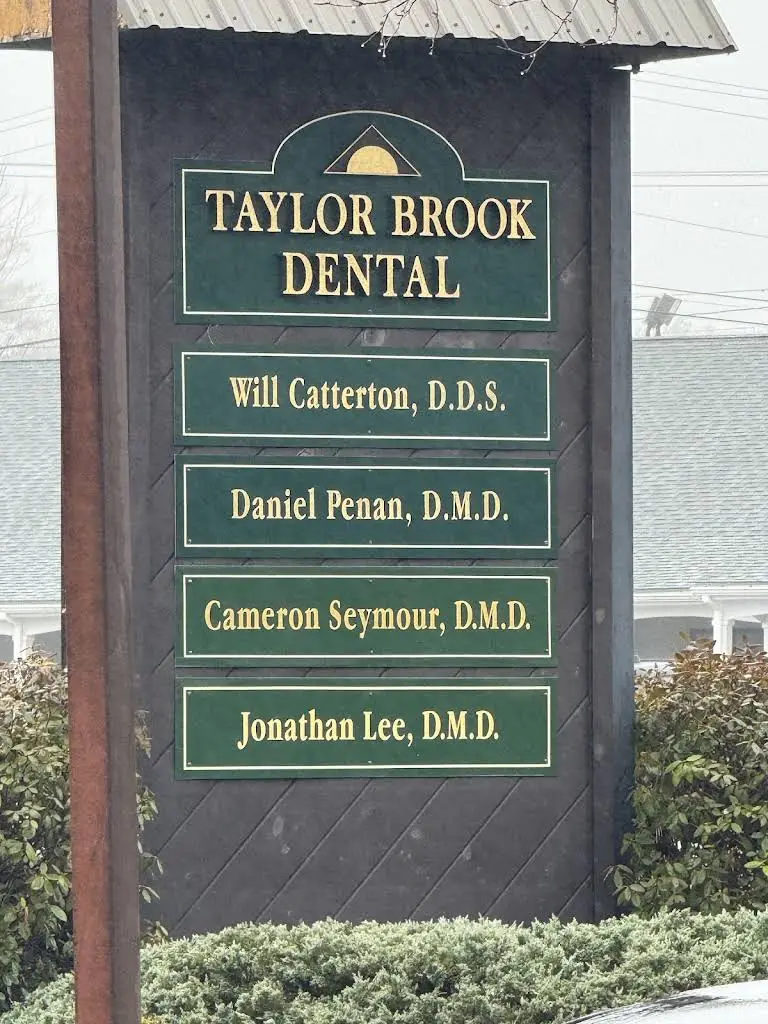 TAYLOR BROOK
DENTAL
Will Catterton, D.D.S.
Daniel Penan, D.M.D.
Cameron Seymour, D.M.D.
Jonathan Lee, D.M.D.